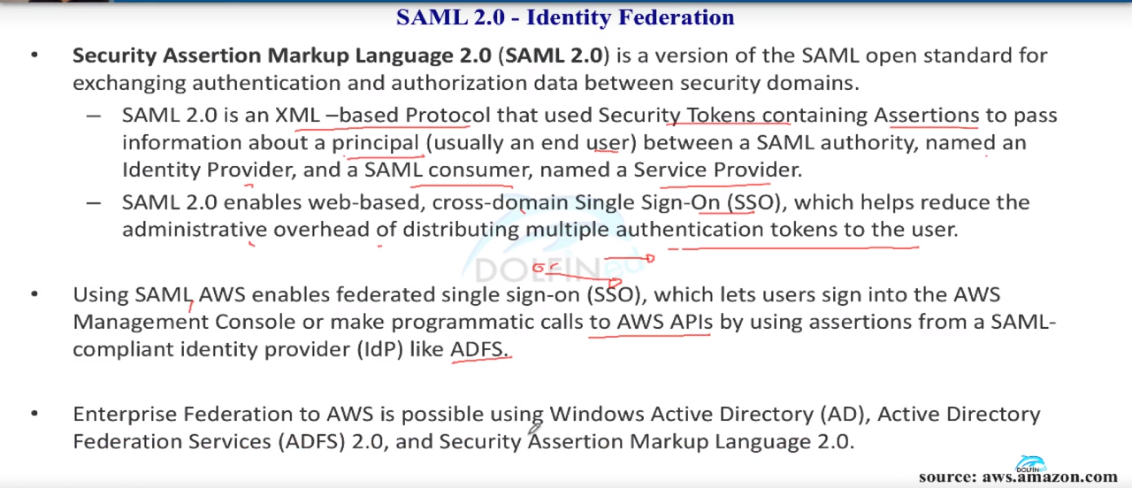 SAML 2.0 - Identity Federation
• Security Assertion Markup Language 2.0 (SAML 2.0) is a version of the SAML open standard for
exchanging authentication and authorization data between security domains.
– SAML 2.0 is an XML –based Protocol that used Security Tokens containing Assertions to pass
information about a principal (usually an end user) between a SAML authority, named an
Identity Provider, and a SAML consumer, named a Service Provider.
– SAML 2.0 enables web-based, cross-domain Single Sign-On (SSO), which helps reduce the
administrative overhead of distributing multiple authentication tokens to the user.
DOLFINed
• Using SAML AWS enables federated single sign-on (SSO), which lets users sign into the AWS
Management Console or make programmatic calls to AWS APIs by using assertions from a SAML-
compliant identity provider (IdP) like ADFS.
• Enterprise Federation to AWS is possible using Windows Active Directory (AD), Active Directory
Federation Services (ADFS) 2.0, and Security Assertion Markup Language 2.0.
DOLFINed
source: aws.amazon.com